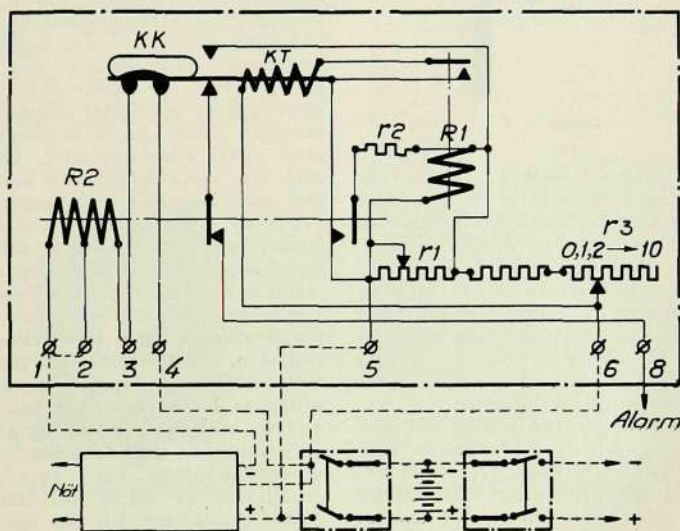 KK
KT
r2
R1
R2
r1
r3
0,1,2→10
1
2
3
4
5
6
8
Alarm
Nät
-
+
-
+
-
+